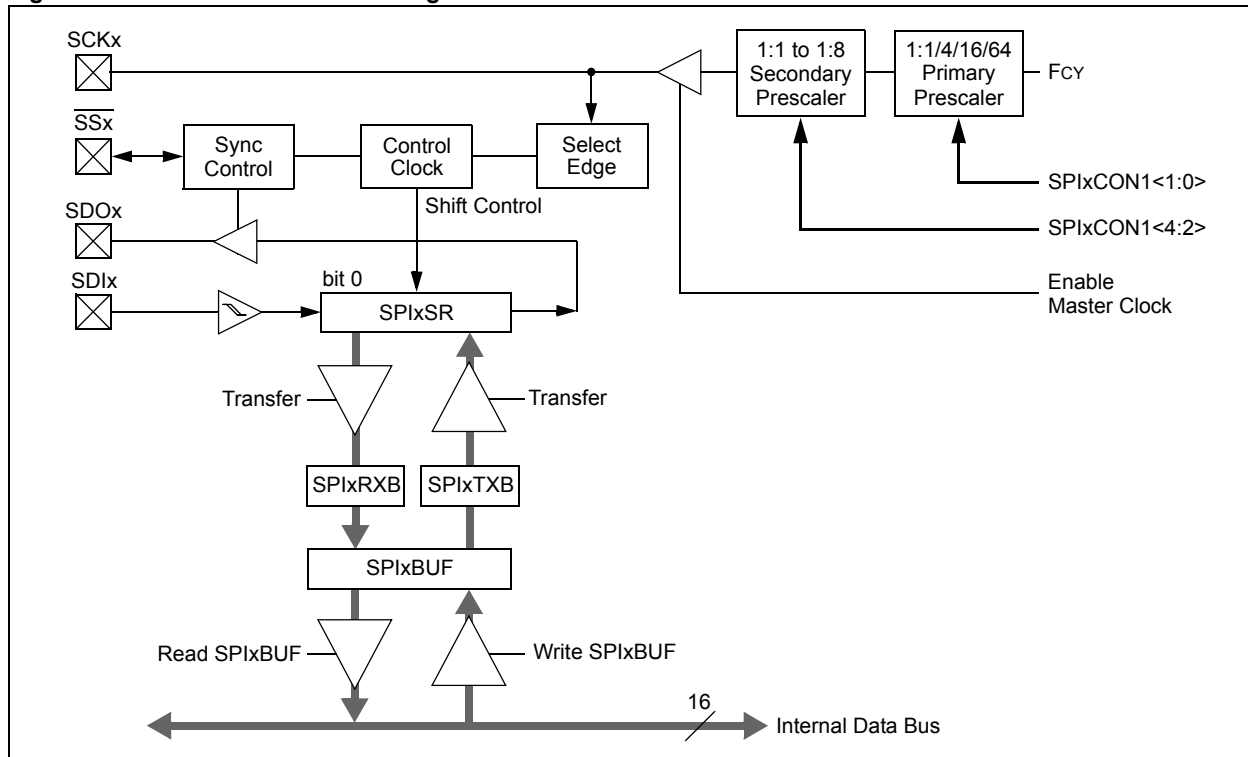 SCKx
SSx
SDOx
SDIx
1:1 to 1:8
Secondary
Prescaler
1:1/4/16/64
Primary
Prescaler
FCY
Sync
Control
Control
Clock
Select
Edge
Shift Control
SPIxCON1<1:0>
SPIxCON1<4:2>
Enable
Master Clock
bit 0
SPIxSR
Transfer
Transfer
SPIxRXB
SPIxTXB
SPIxBUF
Read SPIxBUF
Write SPIxBUF
16
Internal Data Bus